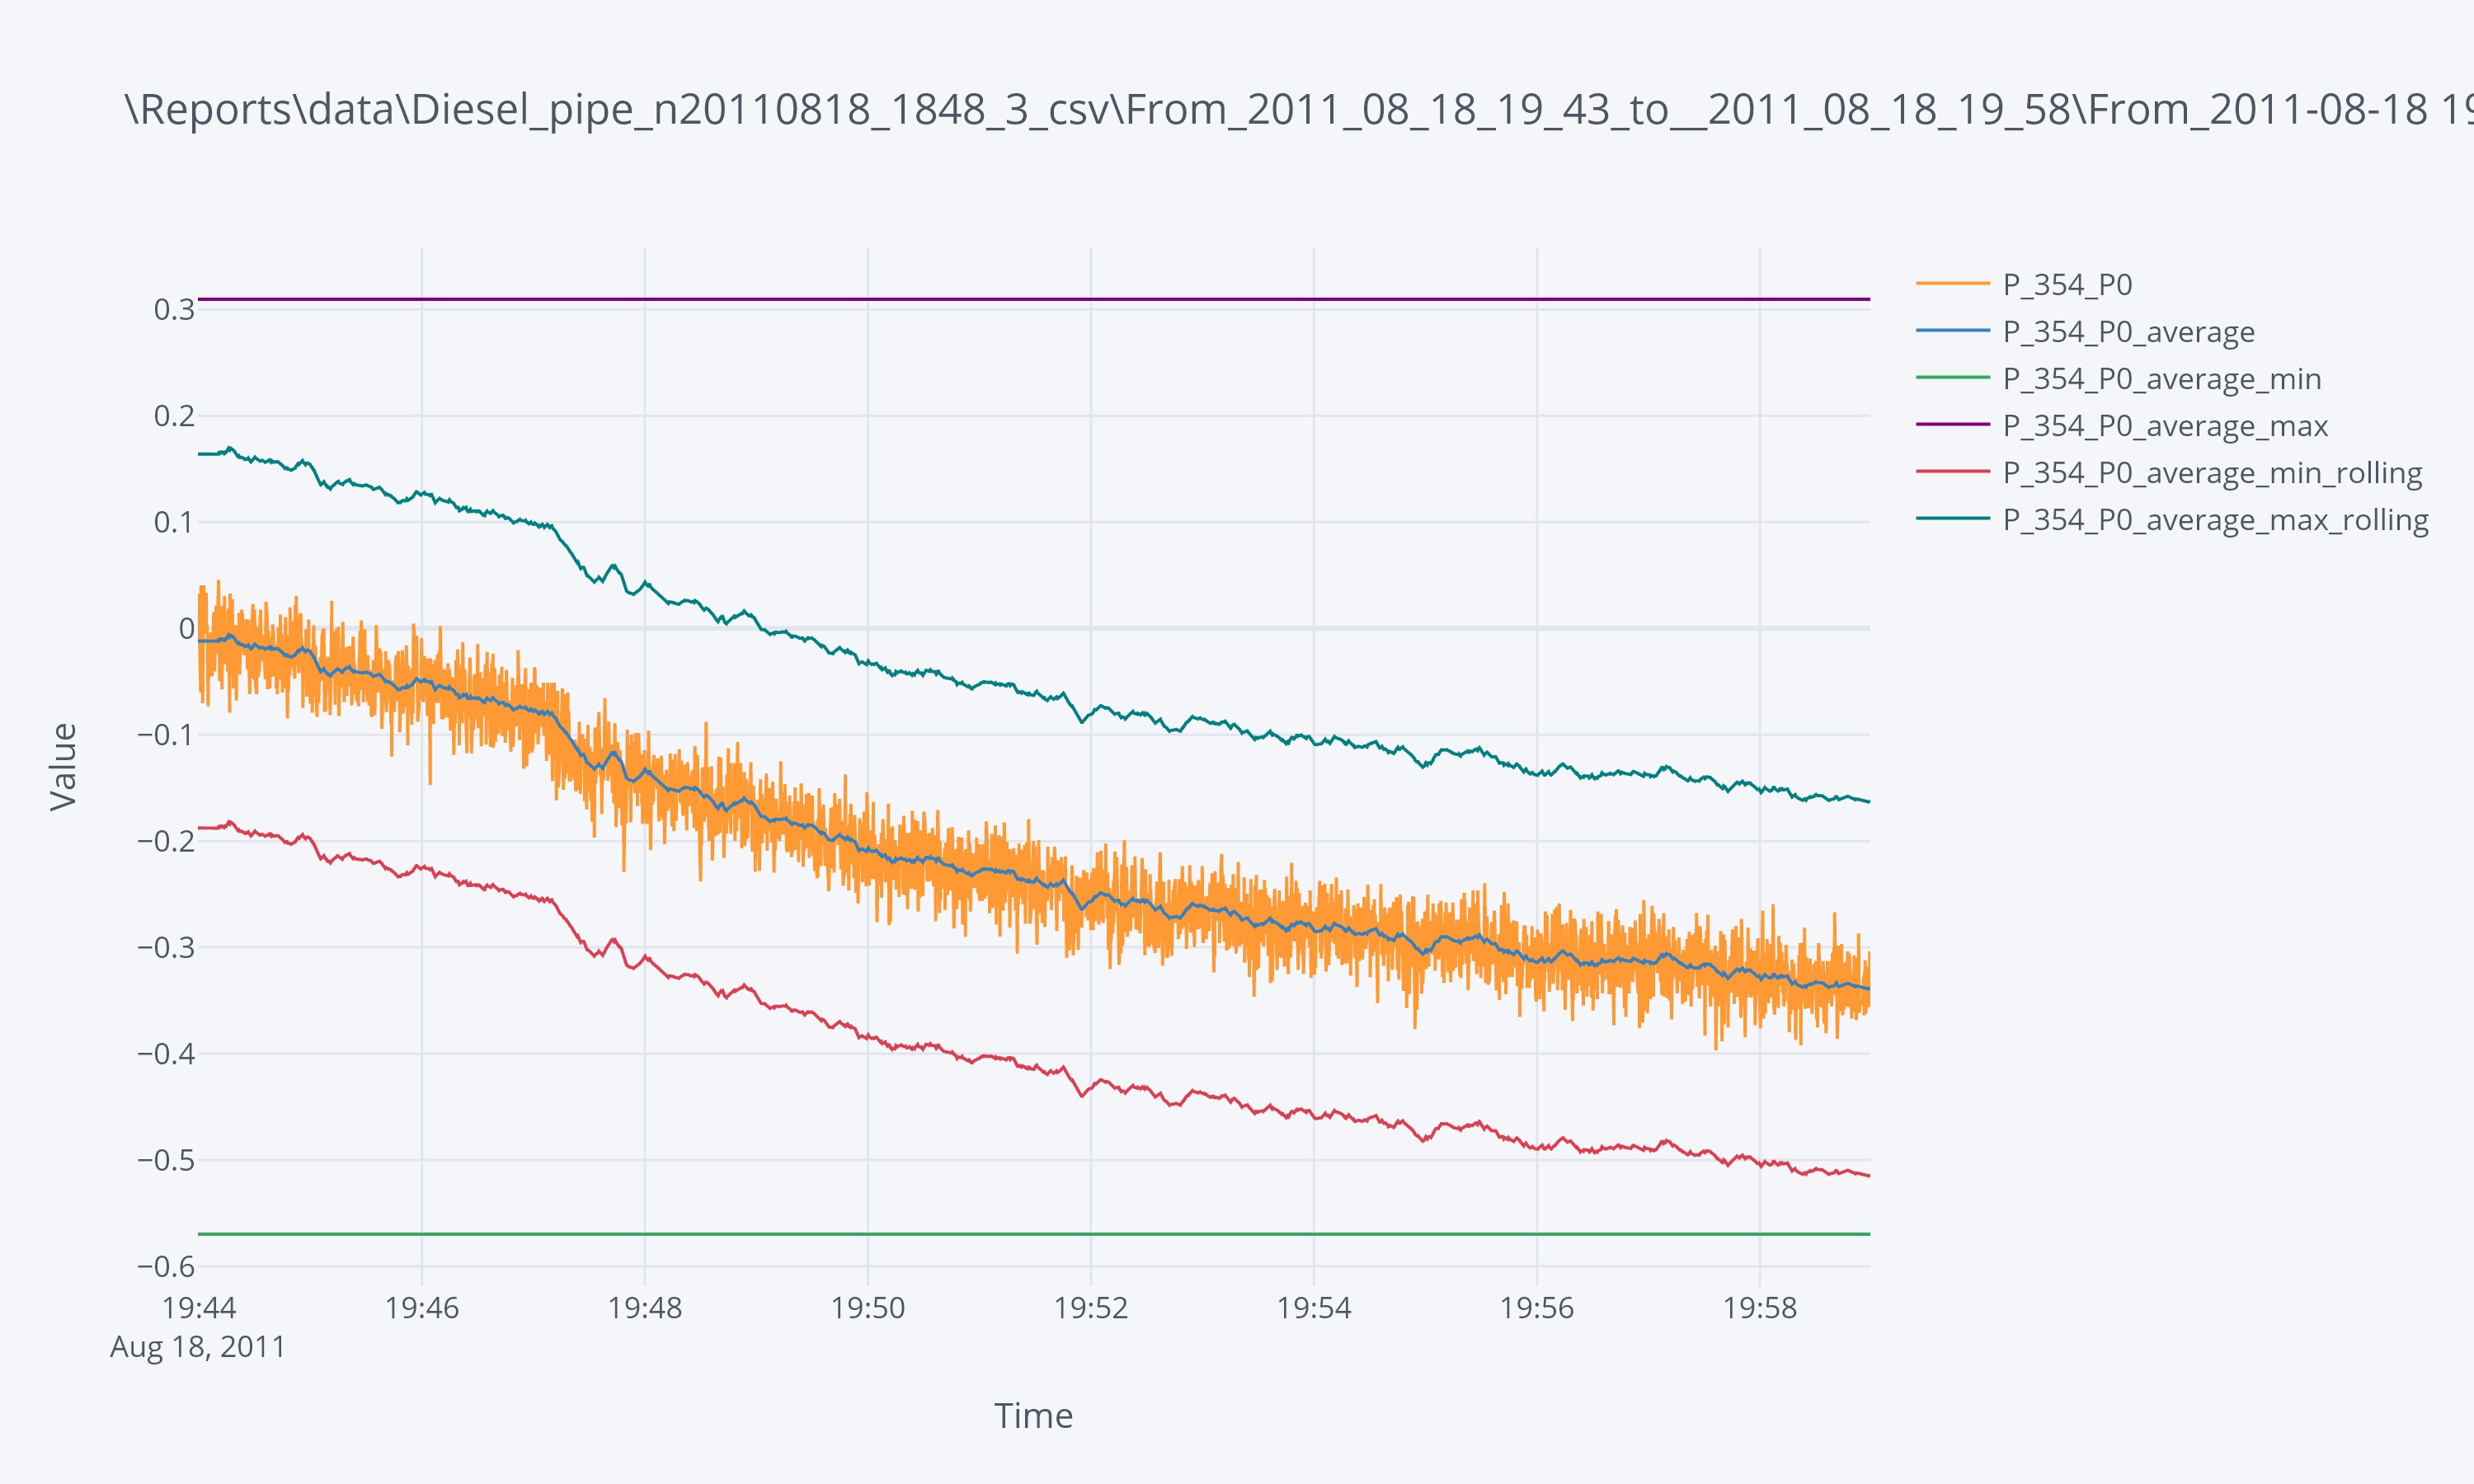 \Reports\data\Diesel_pipe_n20110818_1848_3_csv\From_2011_08_18_19_43_to__2011_08_18_19_58\From_2011-08-18 19
P_354_P0
P_354_P0_average
P_354_P0_average_min
P_354_P0_average_max
P_354_P0_average_min_rolling
P_354_P0_average_max_rolling
Value
0.3
0.2
0.1
0
−0.1
−0.2
−0.3
−0.4
−0.5
−0.6
19:44 19:46 19:48 19:50 19:52 19:54 19:56 19:58
Aug 18, 2011
Time